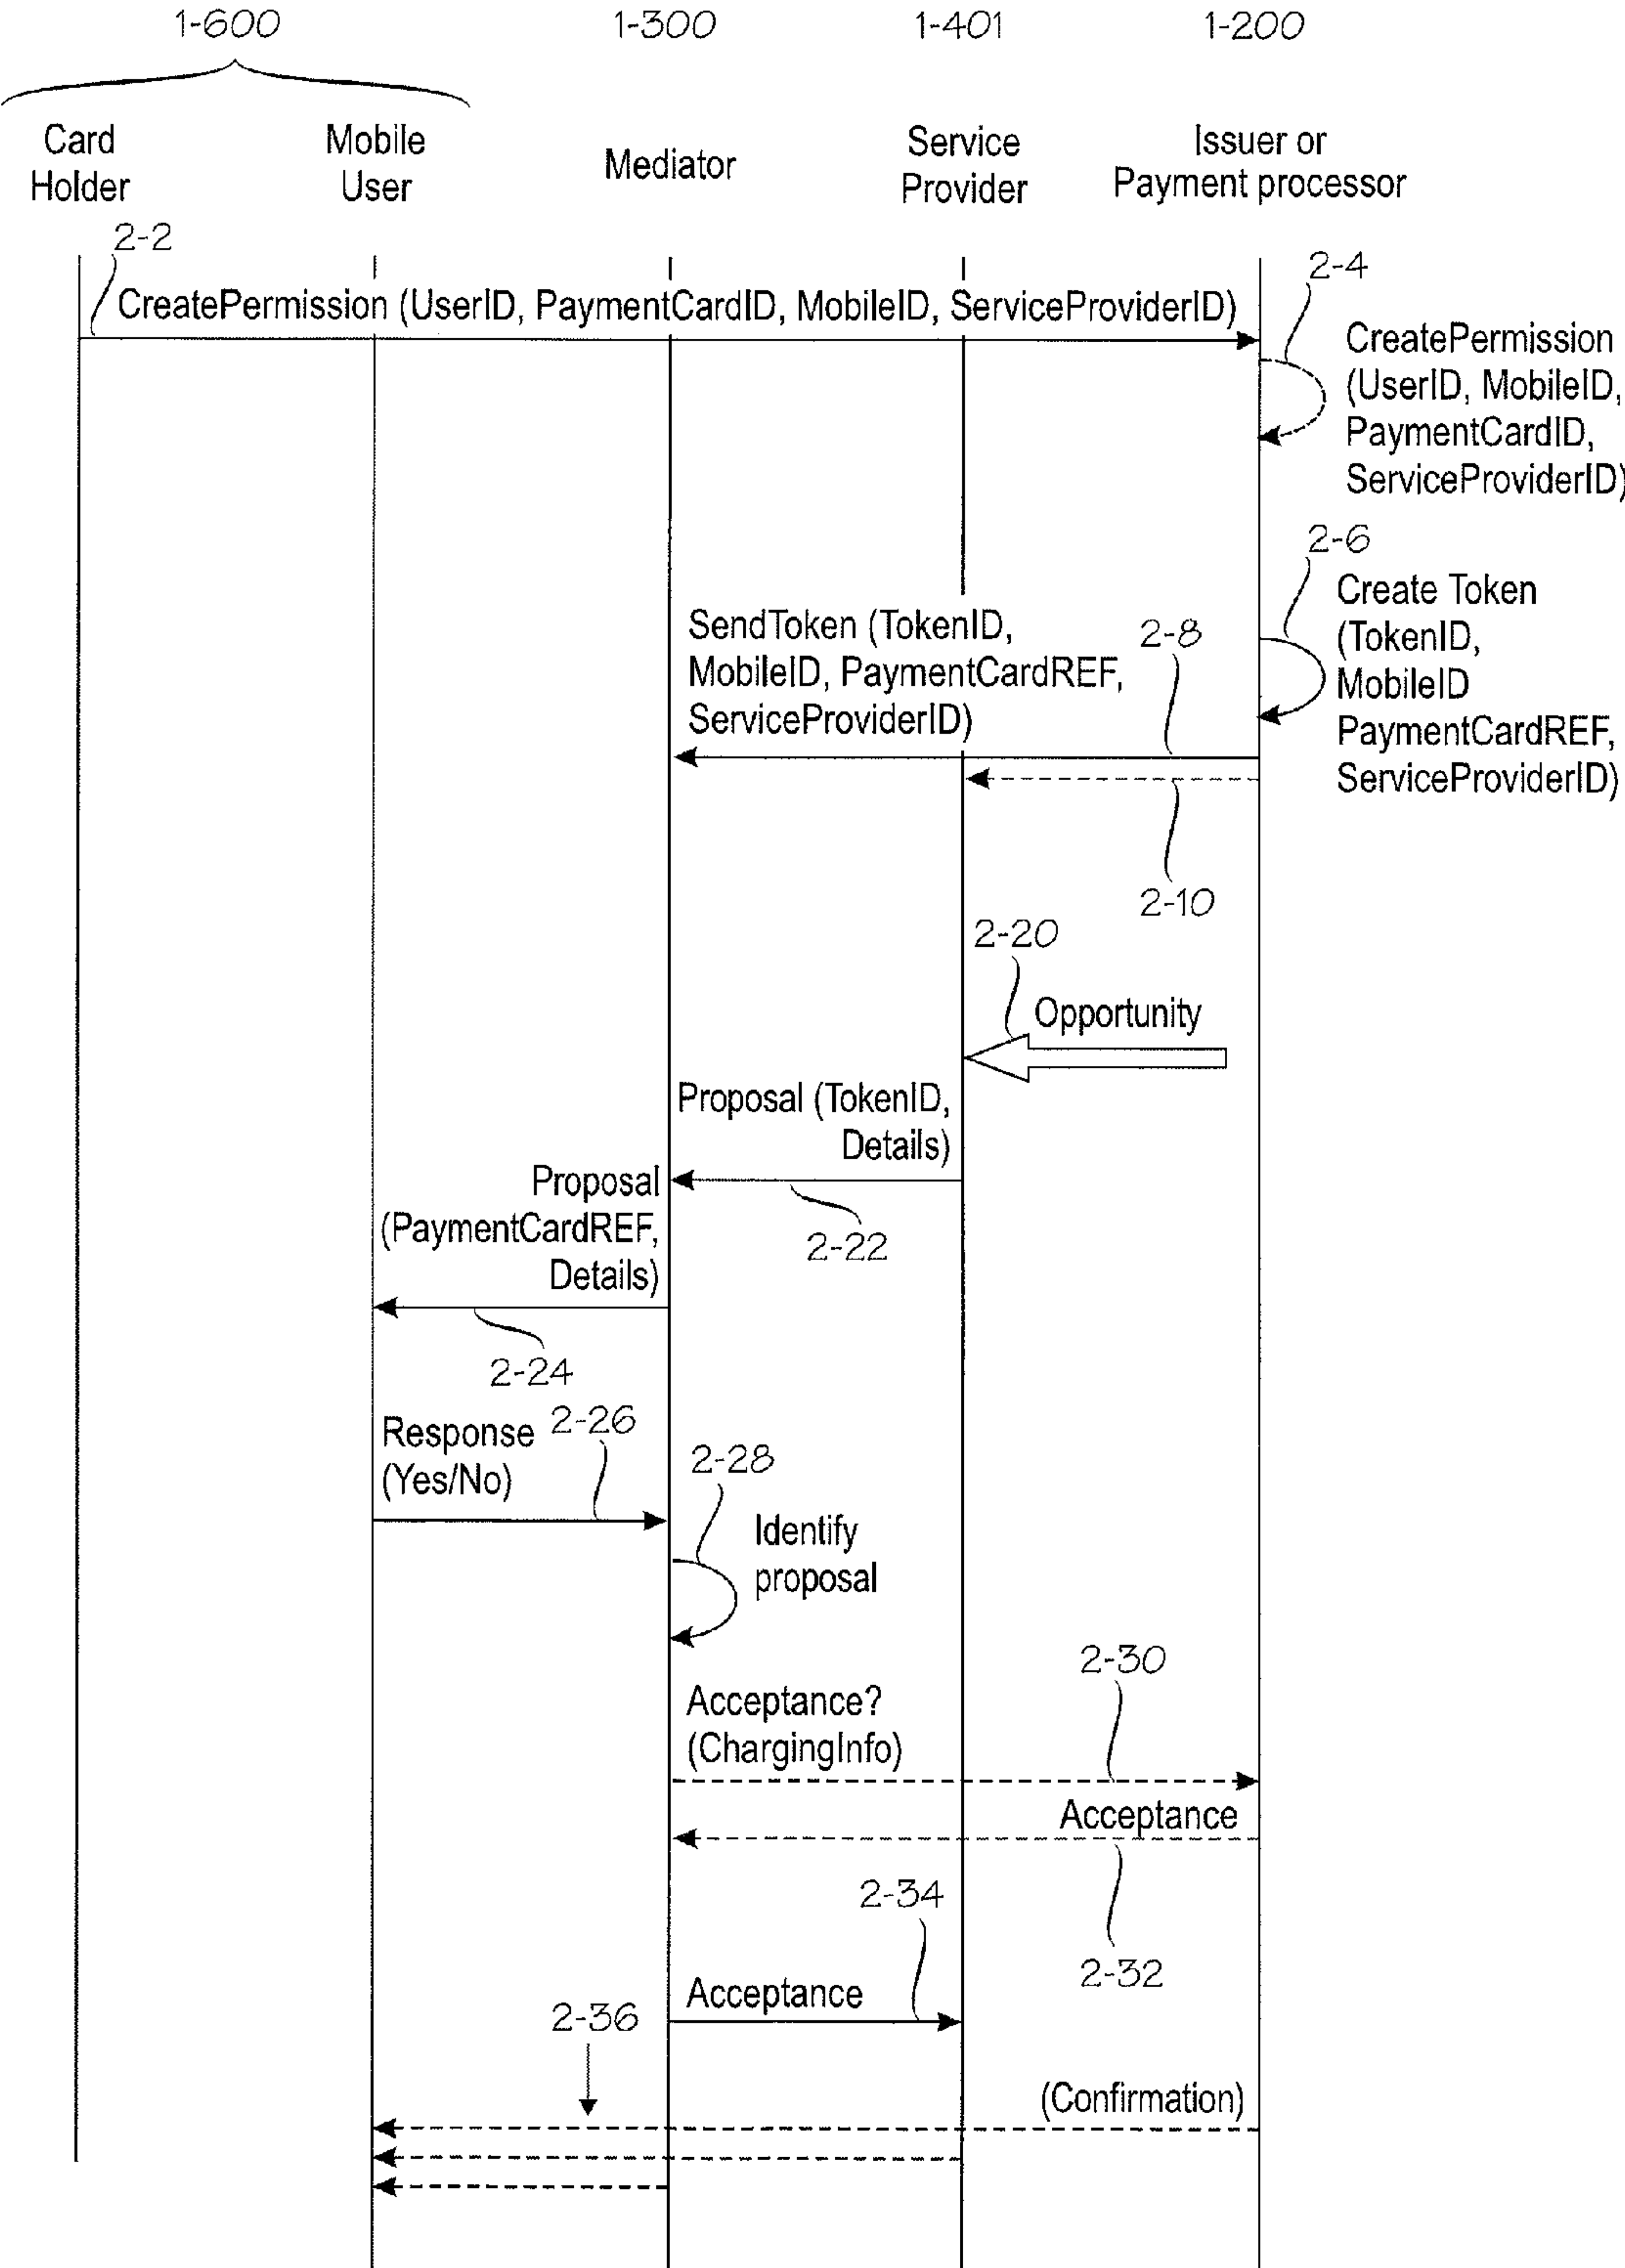 1-600
1-300
1-401
1-200
Card
Holder
Mobile
User
Mediator
Service
Provider
Issuer or
Payment processor
2-2
CreatePermission (UserID, PaymentCardID, MobileID, ServiceProviderID)
2-4
CreatePermission
(UserID, MobileID,
PaymentCardID,
ServiceProviderID)
2-6
Create Token
(TokenID,
MobileID
PaymentCardREF,
ServiceProviderID)
SendToken (TokenID,
MobileID, PaymentCardREF,
ServiceProviderID)
2-8
2-10
2-20
Opportunity
Proposal (TokenID,
Details)
2-22
Proposal
(PaymentCardREF,
Details)
2-24
Response
(Yes/No)
2-26
2-28
Identify
proposal
2-30
Acceptance?
(ChargingInfo)
Acceptance
2-32
2-34
Acceptance
2-36
(Confirmation)